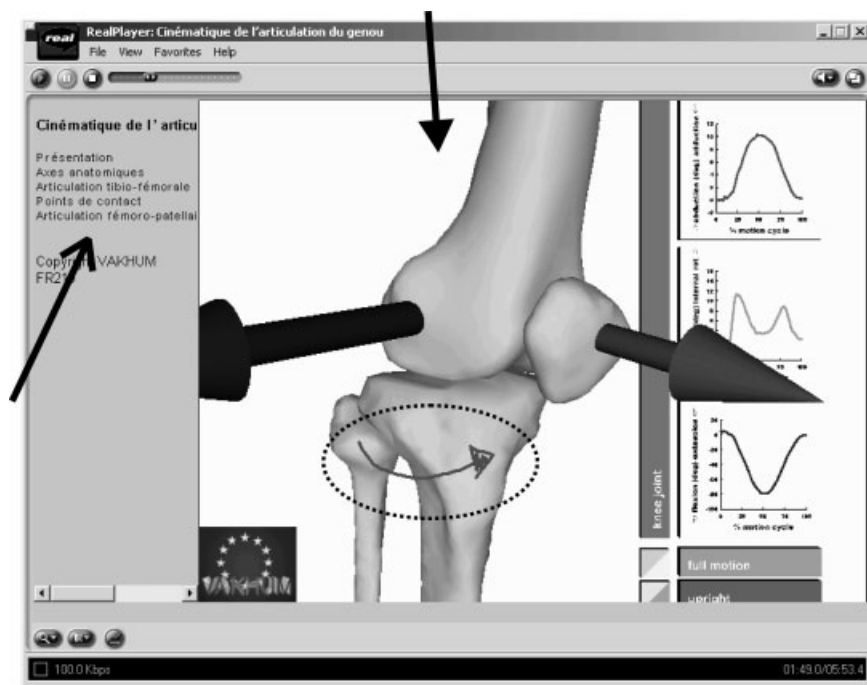 real
RealPlayer: Cinématique de l'articulation du genou
File View Favorites Help
Cinématique de l' articu
Présentation
Axes anatomiques
Articulation tibio-fémorale
Points de contact
Articulation fémoro-patellai
Copyright VAKHUM
VAKHUM
% motion cycle
% motion cycle
knee joint
full motion
upright
100.0 Kbps
01:49.0/05:53.4